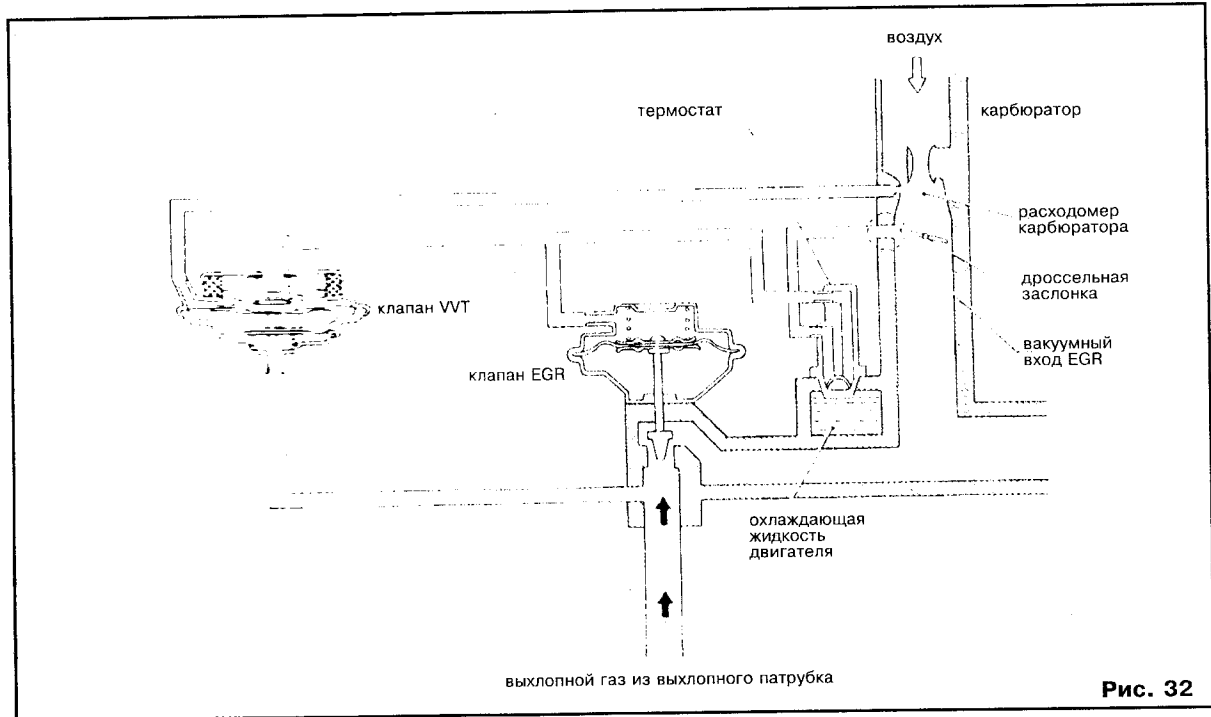 воздух
термостат
карбюратор
расходомер
карбюратора
дроссельная
заслонка
клапан VVT
вакуумный
вход EGR
клапан EGR
охлаждающая
жидкость
двигателя
выхлопной газ из выхлопного патрубка
Рис. 32